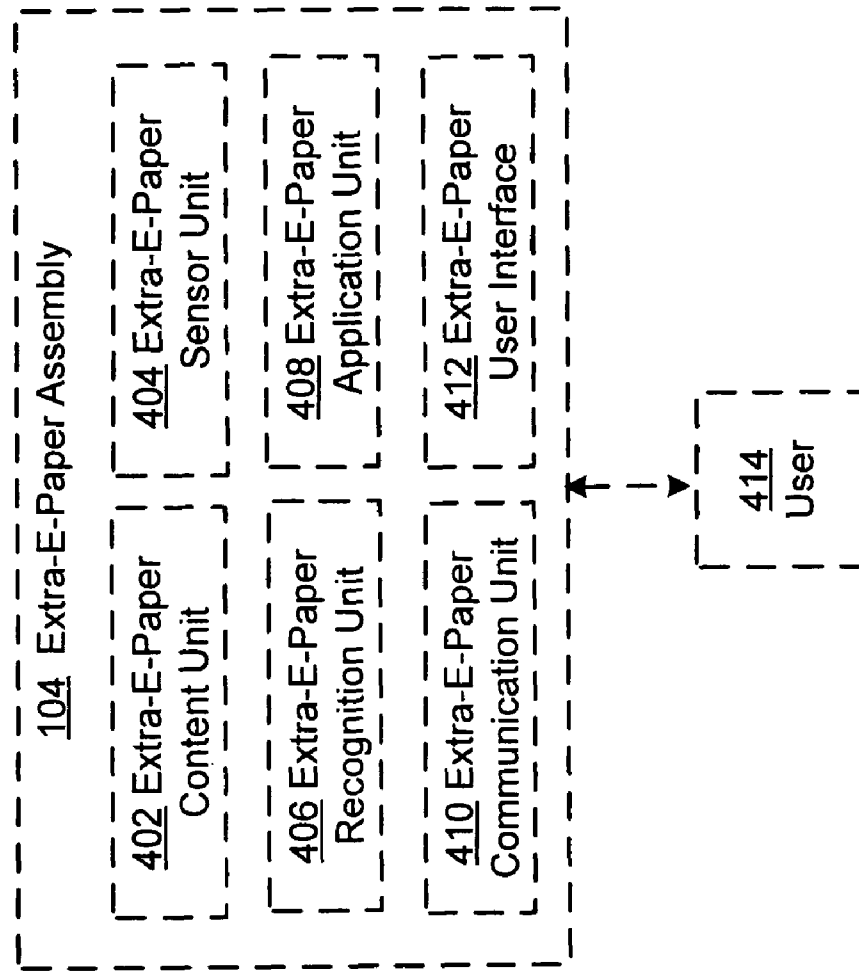 104 Extra-E-Paper Assembly
402 Extra-E-Paper
Content Unit
404 Extra-E-Paper
Sensor Unit
406 Extra-E-Paper
Recognition Unit
408 Extra-E-Paper
Application Unit
410 Extra-E-Paper
Communication Unit
412 Extra-E-Paper
User Interface
414
User